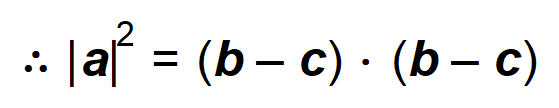 ∴ |a|² = (b – c) · (b – c)